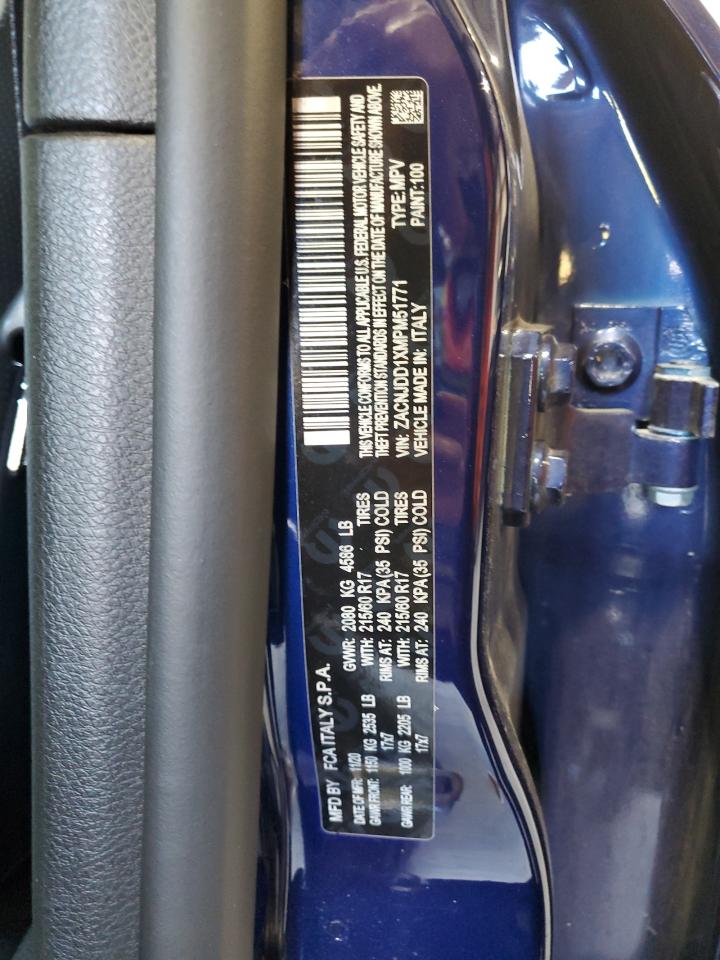 MFD BY FCA ITALY S.P.A.
DATE OF MFR: 11/20 GVWR: 2080 KG 4586 LB
GAWR FRONT: 1150 KG 2535 LB WITH: 215/60 R17 TIRES
17x7 RIMS AT: 240 KPA(35 PSI) COLD
GAWR REAR: 1000 KG 2205 LB WITH: 215/60 R17 TIRES
17x7 RIMS AT: 240 KPA(35 PSI) COLD
THIS VEHICLE CONFORMS TO ALL APPLICABLE U.S. FEDERAL MOTOR VEHICLE SAFETY AND
THEFT PREVENTION STANDARDS IN EFFECT ON THE DATE OF MANUFACTURE SHOWN ABOVE.
VIN: ZACNJDD1XMPM51771 TYPE: MPV
VEHICLE MADE IN: ITALY PAINT: 100